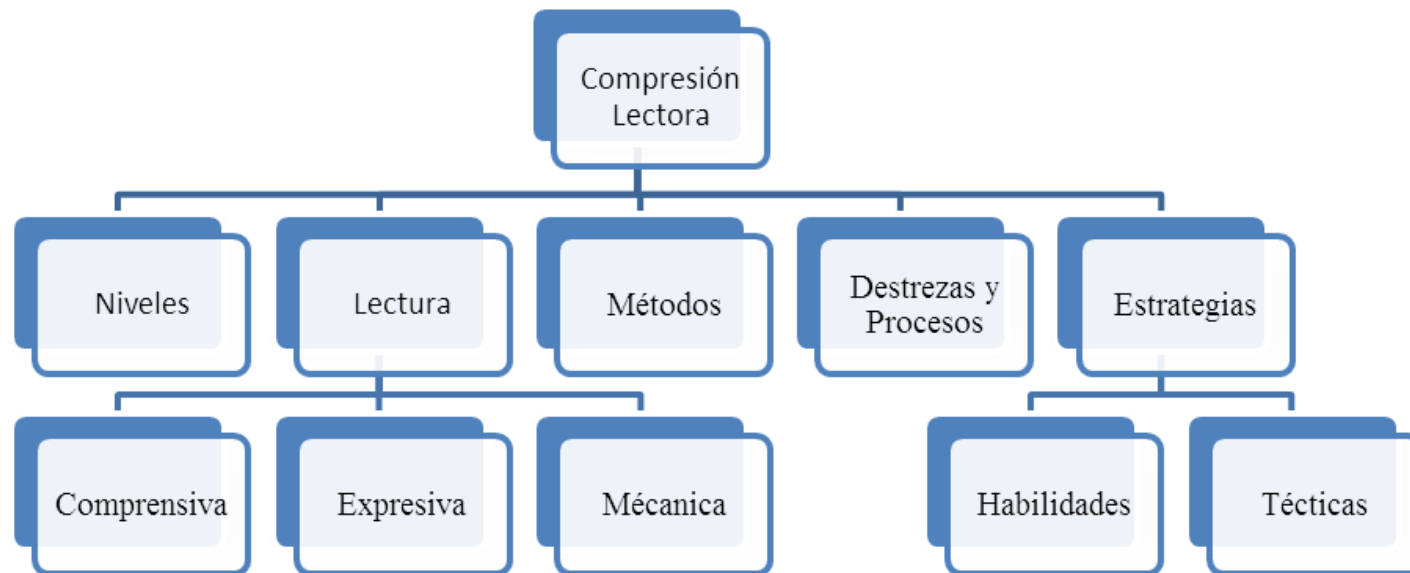 Compresión
Lectora
Niveles
Lectura
Métodos
Destrezas y
Procesos
Estrategias
Comprensiva
Expresiva
Mécanica
Habilidades
Técticas